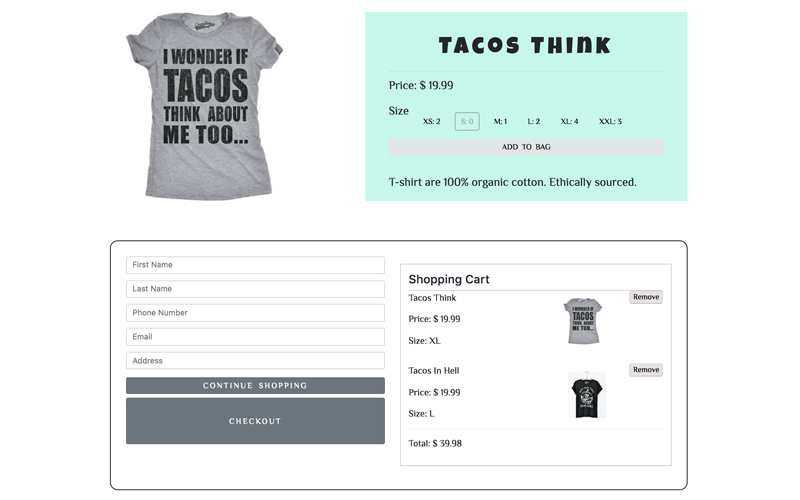 I WONDER IF
TACOS
THINK ABOUT
ME TOO...
TACOS THINK
Price: $ 19.99
Size
XS: 2 S: 0 M: 1 L: 2 XL: 4 XXL: 3
ADD TO BAG
T-shirt are 100% organic cotton. Ethically sourced.
First Name
Last Name
Phone Number
Email
Address
CONTINUE SHOPPING
CHECKOUT
Shopping Cart
Tacos Think
Remove
Price: $ 19.99
Size: XL
I WONDER IF
TACOS
THINK ABOUT
ME TOO...
Tacos In Hell
Remove
Price: $ 19.99
Size: L
Total: $ 39.98